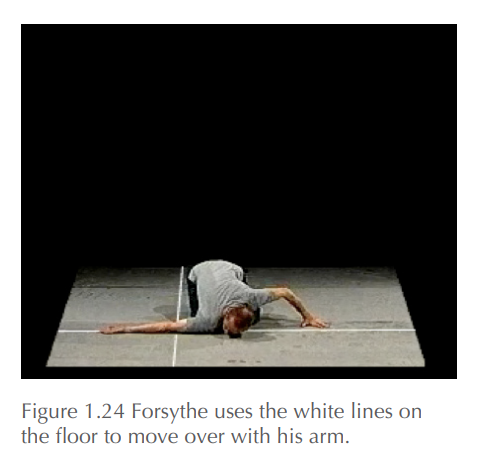 Figure 1.24 Forsythe uses the white lines on
the floor to move over with his arm.